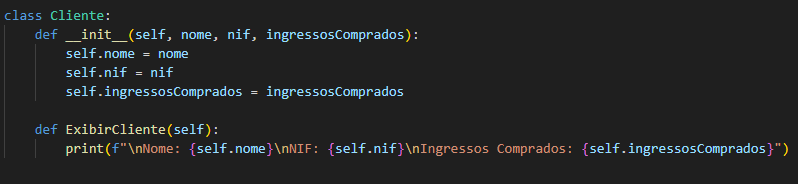 class Cliente:
    def __init__(self, nome, nif, ingressosComprados):
        self.nome = nome
        self.nif = nif
        self.ingressosComprados = ingressosComprados

    def ExibirCliente(self):
        print(f"\nNome: {self.nome}\nNIF: {self.nif}\nIngressos Comprados: {self.ingressosComprados}")